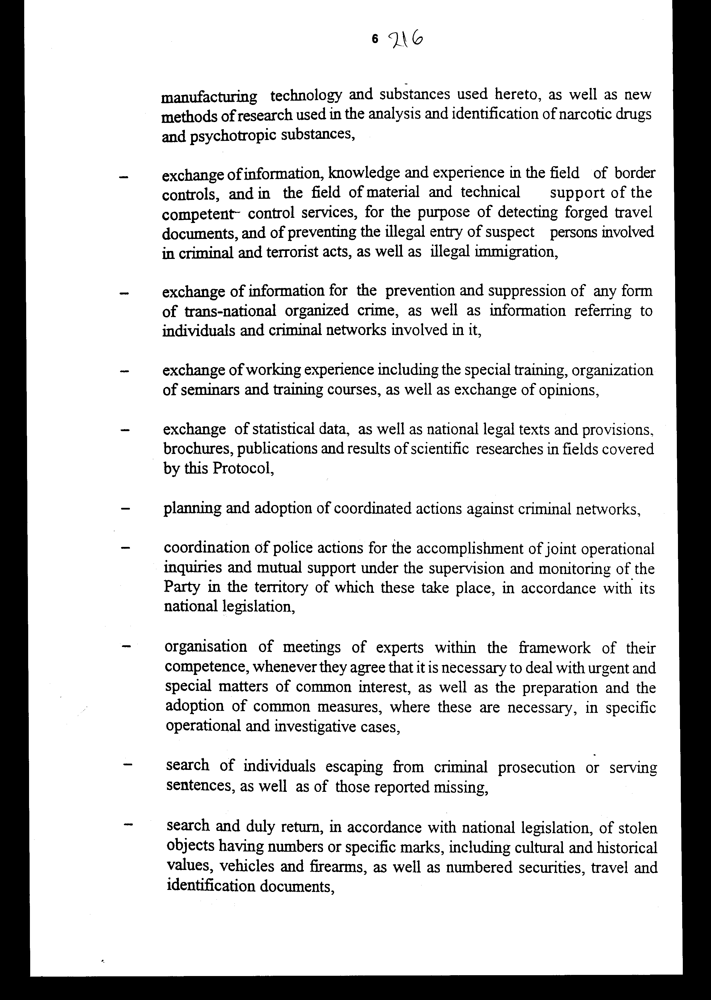 6 216
manufacturing technology and substances used hereto, as well as new
methods of research used in the analysis and identification of narcotic drugs
and psychotropic substances,
– exchange of information, knowledge and experience in the field of border
controls, and in the field of material and technical support of the
competent- control services, for the purpose of detecting forged travel
documents, and of preventing the illegal entry of suspect persons involved
in criminal and terrorist acts, as well as illegal immigration,
– exchange of information for the prevention and suppression of any form
of trans-national organized crime, as well as information referring to
individuals and criminal networks involved in it,
– exchange of working experience including the special training, organization
of seminars and training courses, as well as exchange of opinions,
– exchange of statistical data, as well as national legal texts and provisions,
brochures, publications and results of scientific researches in fields covered
by this Protocol,
– planning and adoption of coordinated actions against criminal networks,
– coordination of police actions for the accomplishment of joint operational
inquiries and mutual support under the supervision and monitoring of the
Party in the territory of which these take place, in accordance with its
national legislation,
– organisation of meetings of experts within the framework of their
competence, whenever they agree that it is necessary to deal with urgent and
special matters of common interest, as well as the preparation and the
adoption of common measures, where these are necessary, in specific
operational and investigative cases,
– search of individuals escaping from criminal prosecution or serving
sentences, as well as of those reported missing,
– search and duly return, in accordance with national legislation, of stolen
objects having numbers or specific marks, including cultural and historical
values, vehicles and firearms, as well as numbered securities, travel and
identification documents,